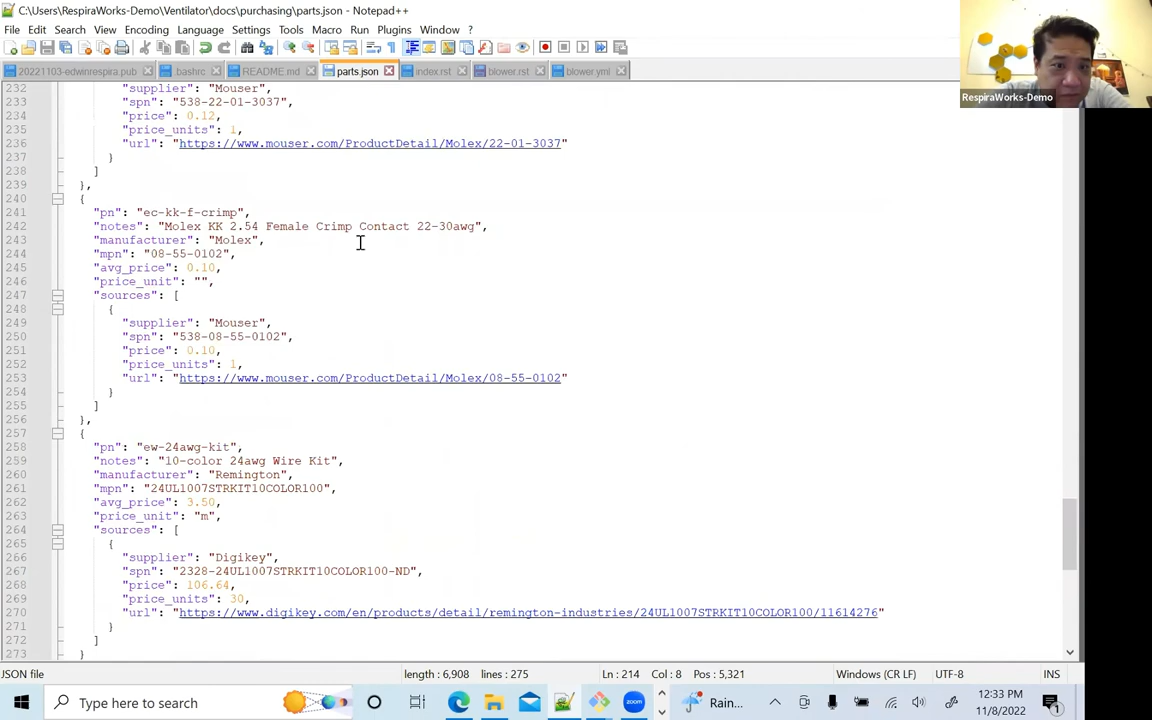 C:\Users\RespiraWorks-Demo\Ventilator\docs\purchasing\parts.json - Notepad++
File Edit Search View Encoding Language Settings Tools Macro Run Plugins Window ?
20221103-edwinrespira.pub .bashrc README.md parts.json index.rst blower.rst blower.yml
RespiraWorks-Demo
232 "supplier": "Mouser",
233 "spn": "538-22-01-3037",
234 "price": 0.12,
235 "price_units": 1,
236 "url": "https://www.mouser.com/ProductDetail/Molex/22-01-3037"
237 }
238 ]
239 },
240 {
241 "pn": "ec-kk-f-crimp",
242 "notes": "Molex KK 2.54 Female Crimp Contact 22-30awg",
243 "manufacturer": "Molex",
244 "mpn": "08-55-0102",
245 "avg_price": 0.10,
246 "price_unit": "",
247 "sources": [
248 {
249 "supplier": "Mouser",
250 "spn": "538-08-55-0102",
251 "price": 0.10,
252 "price_units": 1,
253 "url": "https://www.mouser.com/ProductDetail/Molex/08-55-0102"
254 }
255 ]
256 },
257 {
258 "pn": "ew-24awg-kit",
259 "notes": "10-color 24awg Wire Kit",
260 "manufacturer": "Remington",
261 "mpn": "24UL1007STRKIT10COLOR100",
262 "avg_price": 3.50,
263 "price_unit": "m",
264 "sources": [
265 {
266 "supplier": "Digikey",
267 "spn": "2328-24UL1007STRKIT10COLOR100-ND",
268 "price": 106.64,
269 "price_units": 30,
270 "url": "https://www.digikey.com/en/products/detail/remington-industries/24UL1007STRKIT10COLOR100/11614276"
271 }
272 ]
273 }
JSON file length : 6,908 lines : 275 Ln : 214 Col : 8 Pos : 5,321 Windows (CR LF) UTF-8 INS
Type here to search zoom Rain... 12:33 PM
11/8/2022 1